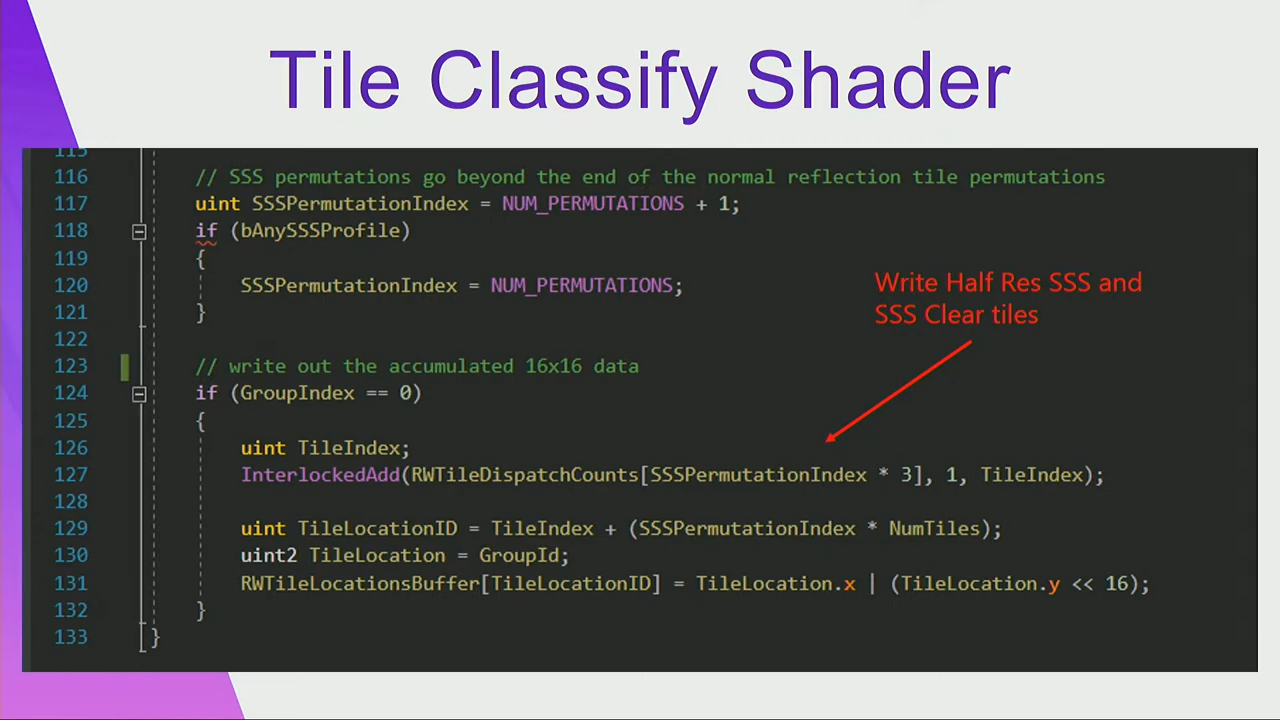 Tile Classify Shader
115
116 // SSS permutations go beyond the end of the normal reflection tile permutations
117 uint SSSPermutationIndex = NUM_PERMUTATIONS + 1;
118 if (bAnySSSProfile)
119 {
120 SSSPermutationIndex = NUM_PERMUTATIONS;
121 }
122
123 // write out the accumulated 16x16 data
124 if (GroupIndex == 0)
125 {
126 uint TileIndex;
127 InterlockedAdd(RWTileDispatchCounts[SSSPermutationIndex * 3], 1, TileIndex);
128
129 uint TileLocationID = TileIndex + (SSSPermutationIndex * NumTiles);
130 uint2 TileLocation = GroupId;
131 RWTileLocationsBuffer[TileLocationID] = TileLocation.x | (TileLocation.y << 16);
132 }
133 }
Write Half Res SSS and
SSS Clear tiles